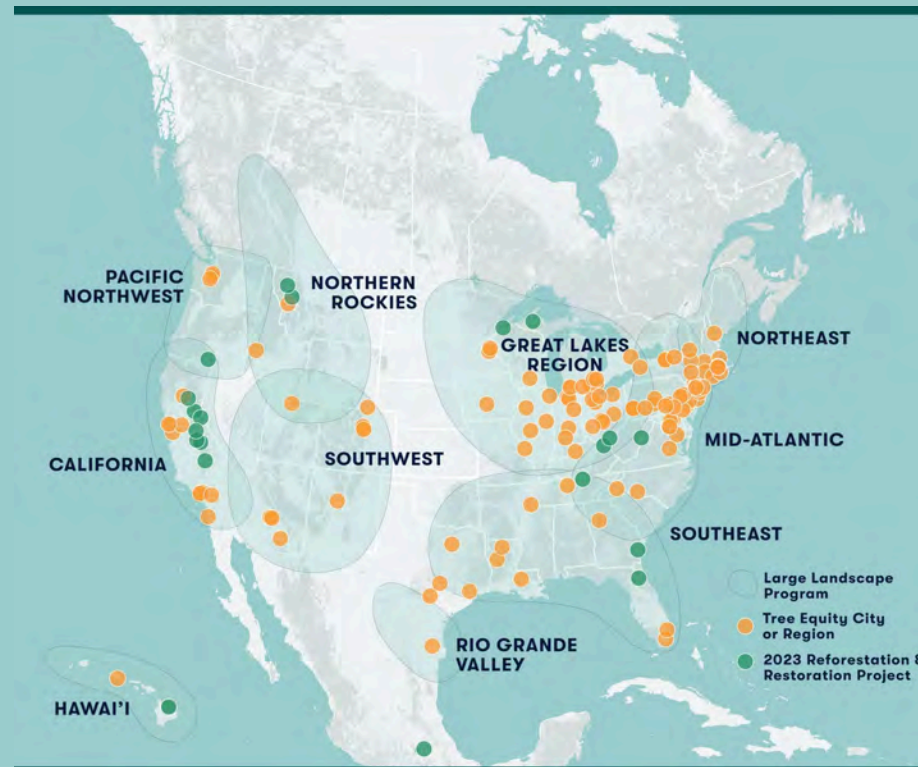 PACIFIC
NORTHWEST
NORTHERN
ROCKIES
GREAT LAKES
REGION
NORTHEAST
MID-ATLANTIC
CALIFORNIA
SOUTHWEST
SOUTHEAST
RIO GRANDE
VALLEY
HAWAI'I
Large Landscape
Program
Tree Equity City
or Region
2023 Reforestation &
Restoration Project